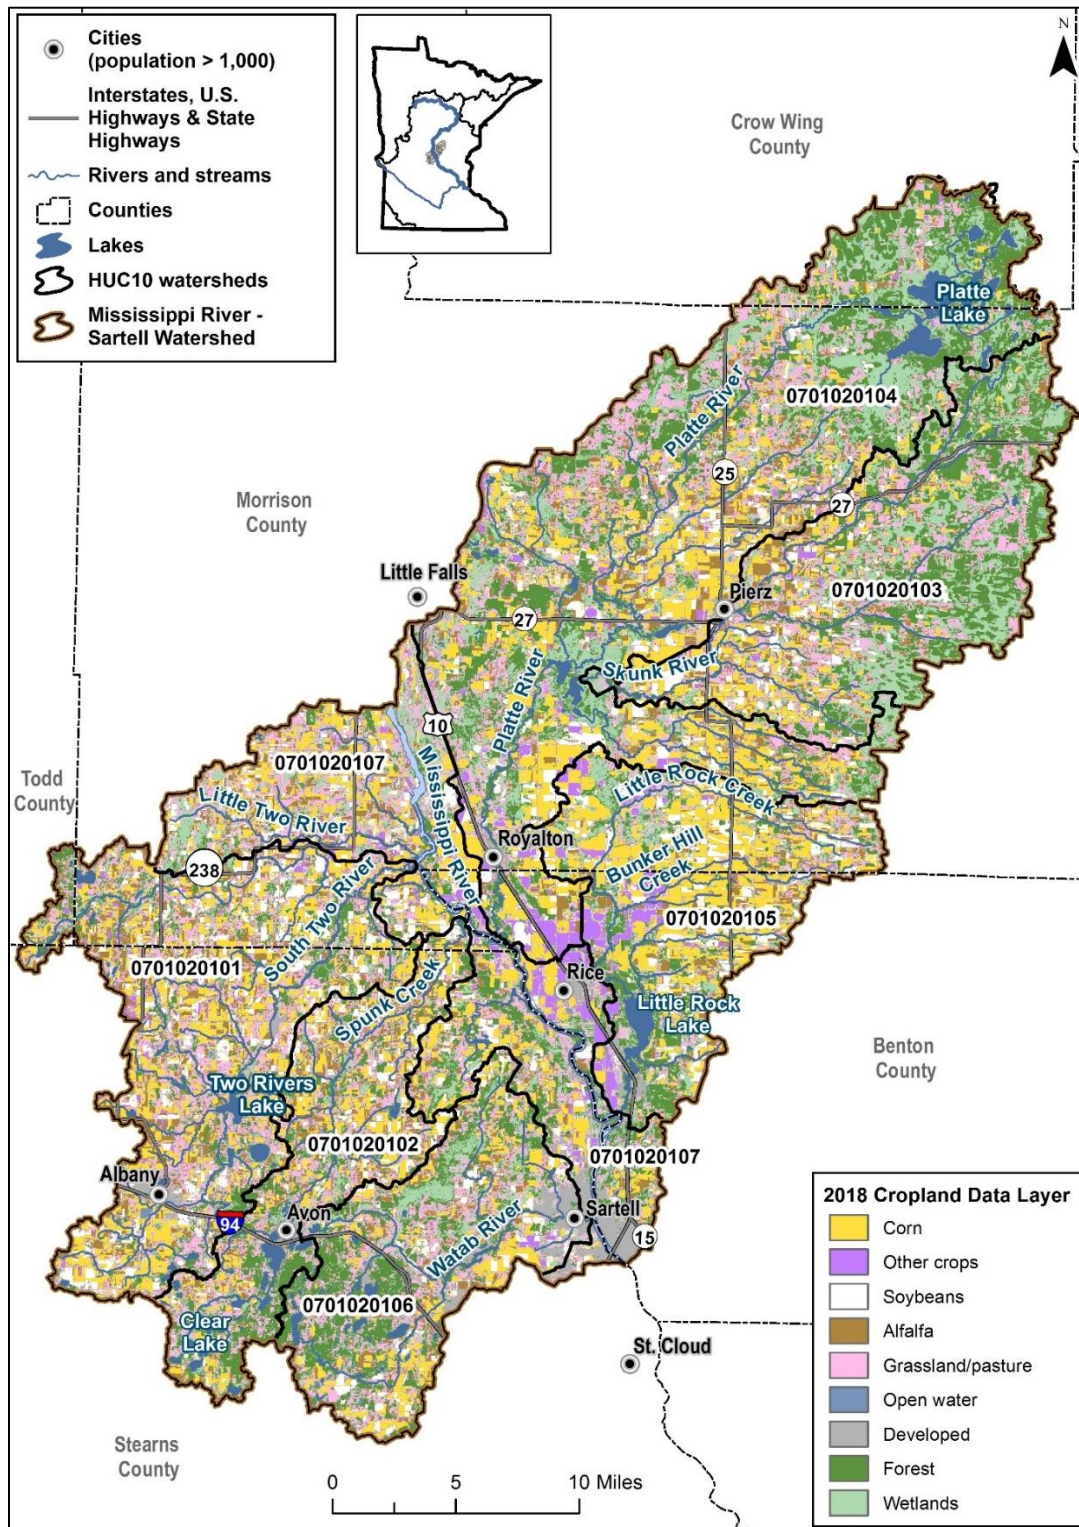 Cities
(population > 1,000)
Interstates, U.S.
Highways & State
Highways
Rivers and streams
Counties
Lakes
HUC10 watersheds
Mississippi River -
Sartell Watershed
N
Crow Wing
County
Platte
Lake
Platte River
0701020104
25
27
Morrison
County
Little Falls
27
Pierz
0701020103
Skunk River
Platte River
10
Mississippi River
0701020107
Todd
County
Little Two River
Little Rock Creek
Royalton
Bunker Hill
Creek
238
South Two River
0701020105
0701020101
Spunk Creek
Rice
Little Rock
Lake
Benton
County
Two Rivers
Lake
0701020102
0701020107
Albany
Avon
94
Sartell
15
Watab River
0701020106
Clear
Lake
St. Cloud
Stearns
County
0 5 10 Miles
2018 Cropland Data Layer
Corn
Other crops
Soybeans
Alfalfa
Grassland/pasture
Open water
Developed
Forest
Wetlands